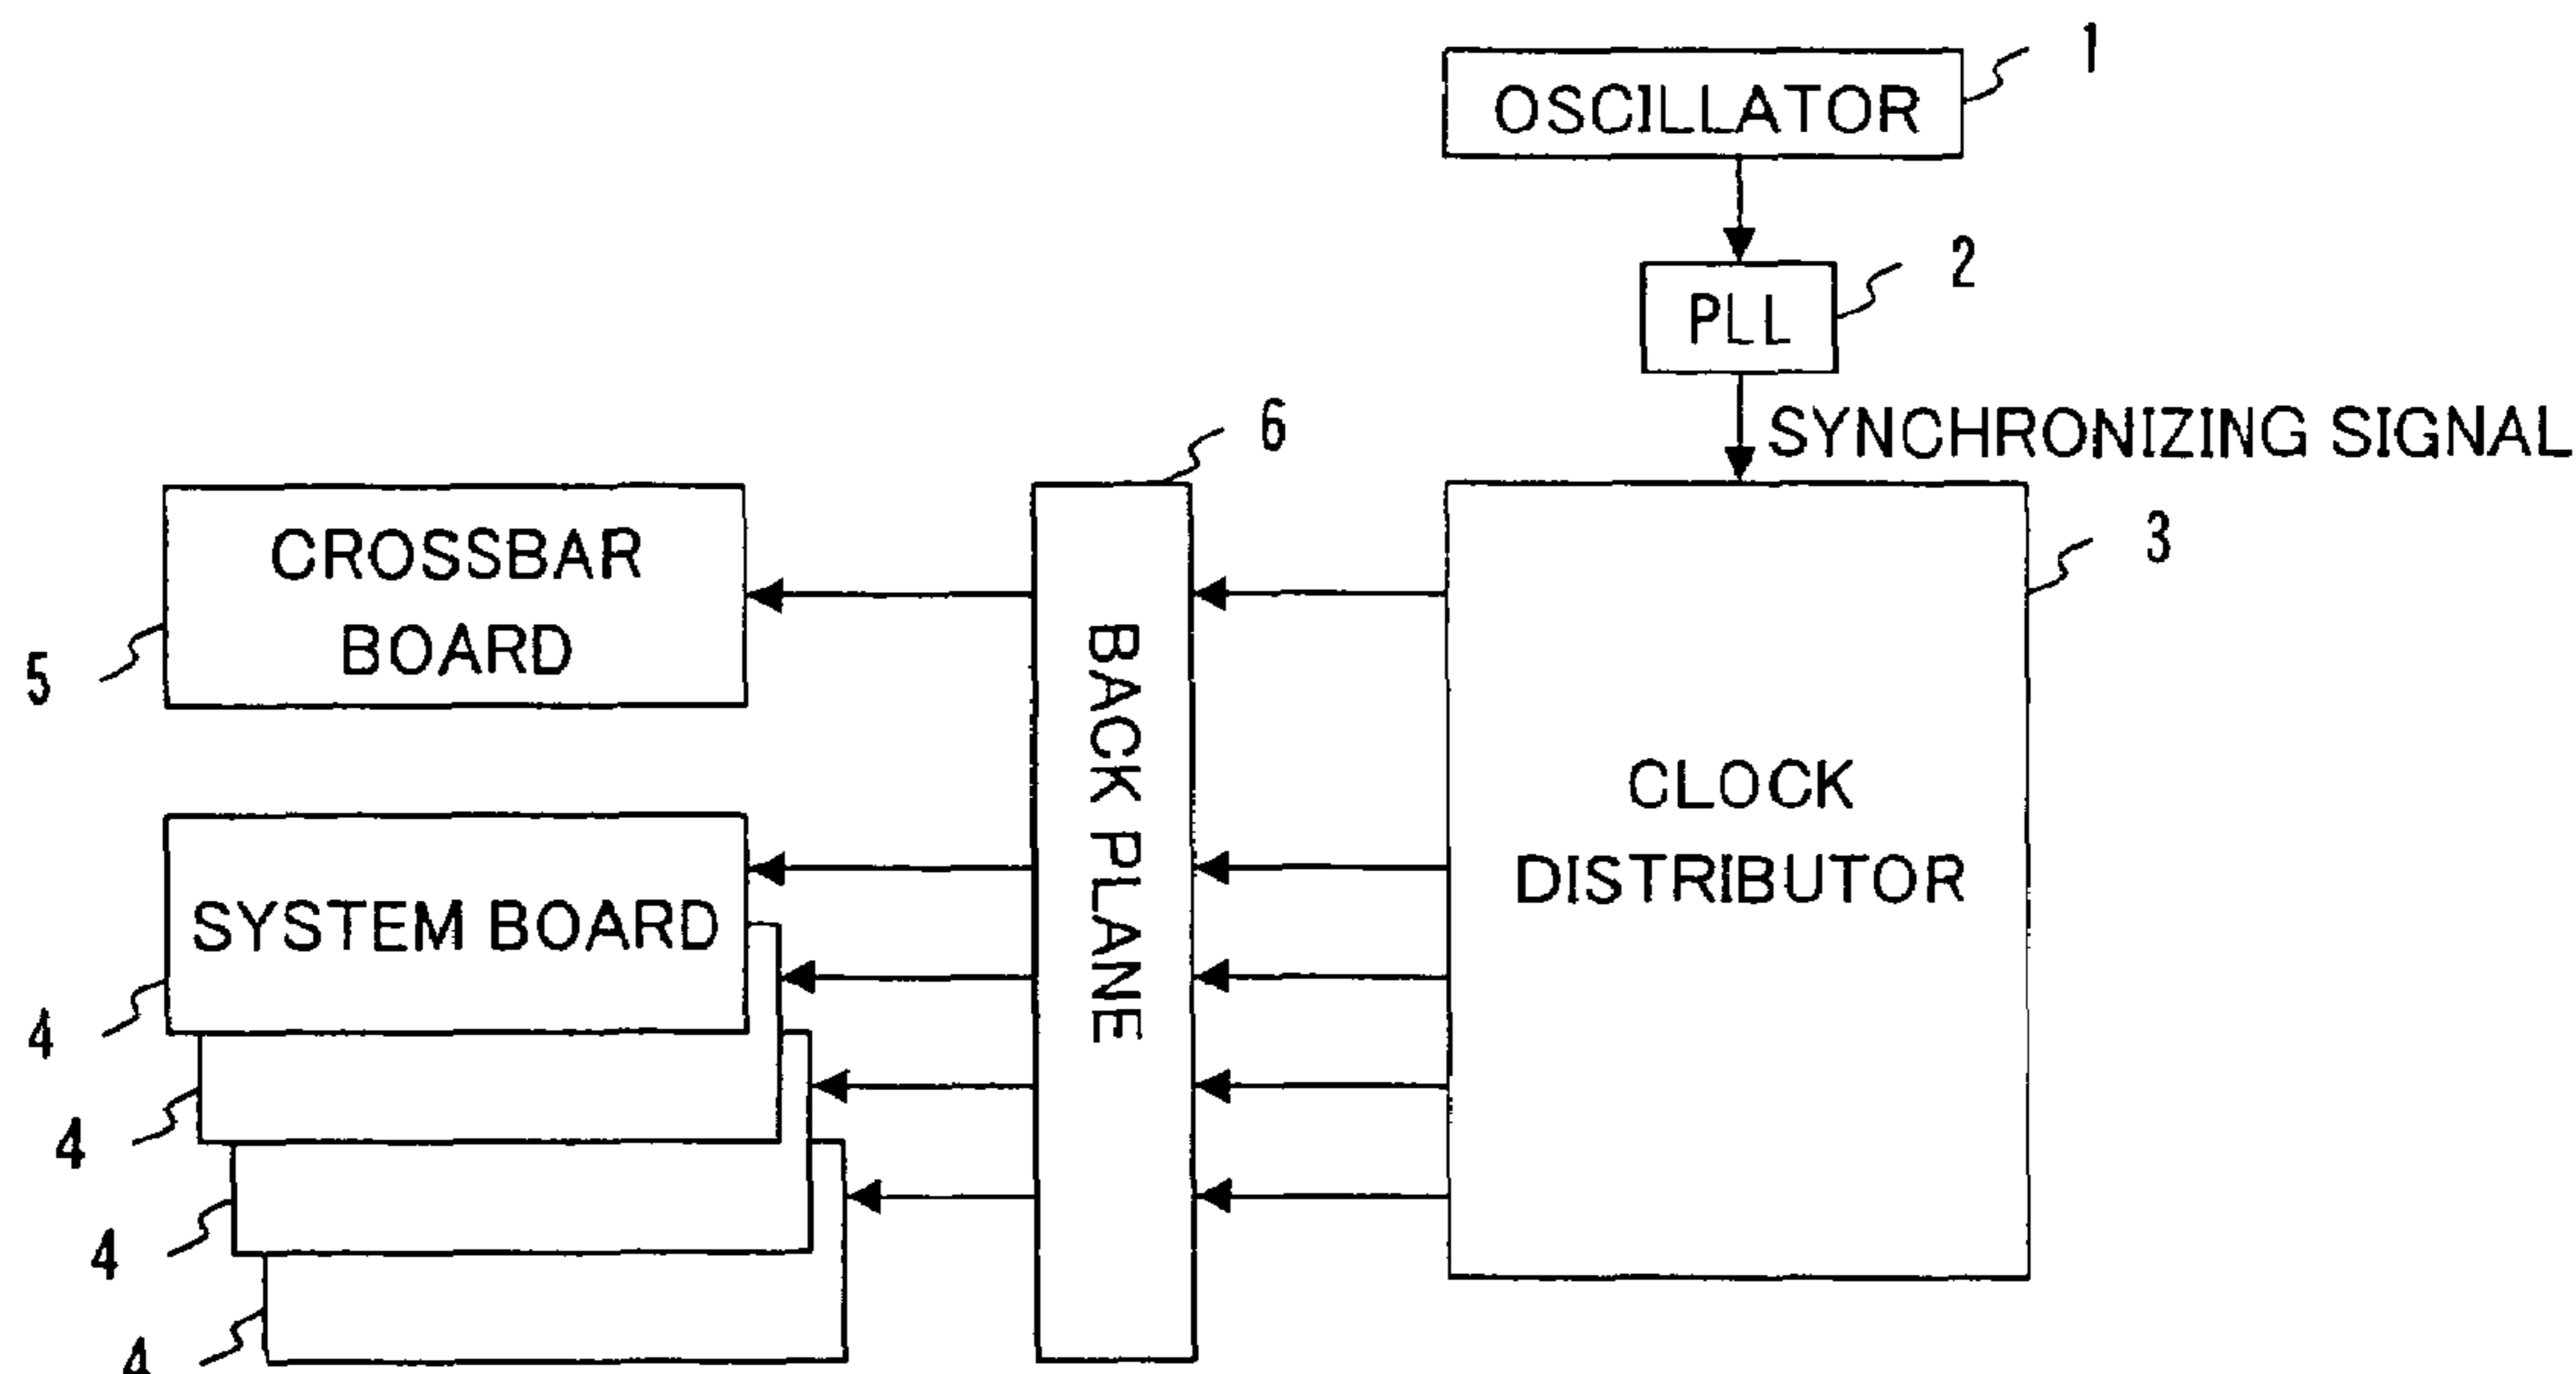 1
OSCILLATOR
2
PLL
SYNCHRONIZING SIGNAL
6
3
CROSSBAR
BOARD
5
BACK PLANE
CLOCK
DISTRIBUTOR
SYSTEM BOARD
4
4
4
4